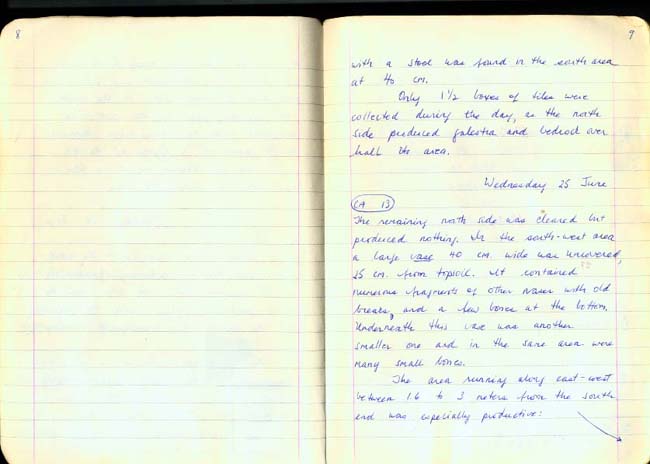 8
9
with a stool was found in the south area
at 40 cm.
Only 1½ boxes of tiles were
collected during the day, as the north
side produced galestra and bedrock over
half its area.
Wednesday 25 June
CA 13
The remaining north side was cleared but
produced nothing. In the south-west area
a large vase 40 cm. wide was uncovered,
25 cm. from topsoil. It contained
numerous fragments of other vases with old
breaks, and a few bones at the bottom.
Underneath this vase was another
smaller one and in the same area were
many small bones.
The area running along east-west
between 1.6 to 3 meters from the south
end was especially productive: